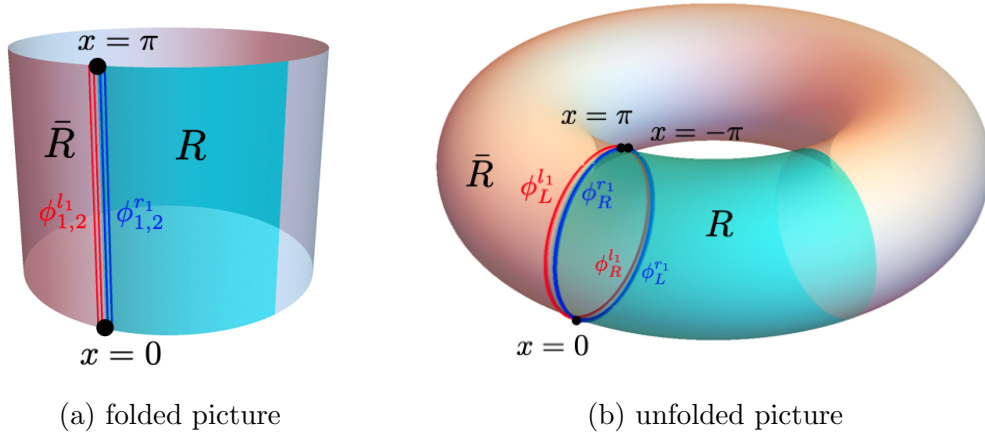 x = π
R̄
R
ϕ_{1,2}^{l_1}
ϕ_{1,2}^{r_1}
x = 0
(a) folded picture
x = π
x = −π
R̄
ϕ_L^{l_1}
ϕ_R^{r_1}
R
ϕ_R^{l_1}
ϕ_L^{r_1}
x = 0
(b) unfolded picture